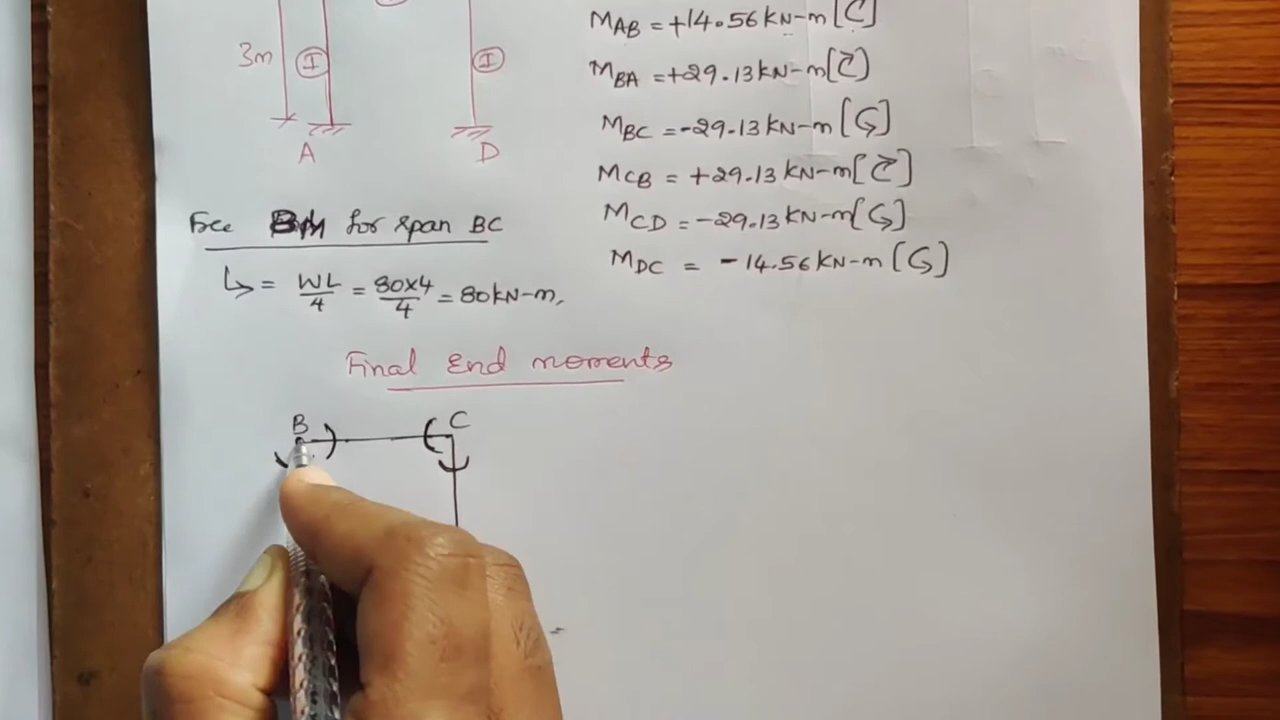 3m I I
A D
MAB = +14.56 KN-m [C]
MBA = +29.13 KN-m [Ꮯ)
MBC = -29.13 KN-m [G]
MCB = +29.13 KN-m [Z]
MCD = -29.13 KN-m [G]
MDC = -14.56 KN-m [G]
BM for span BC
↳ = WL/4 = 80x4/4 = 80KN-m,
Final End moments
B C